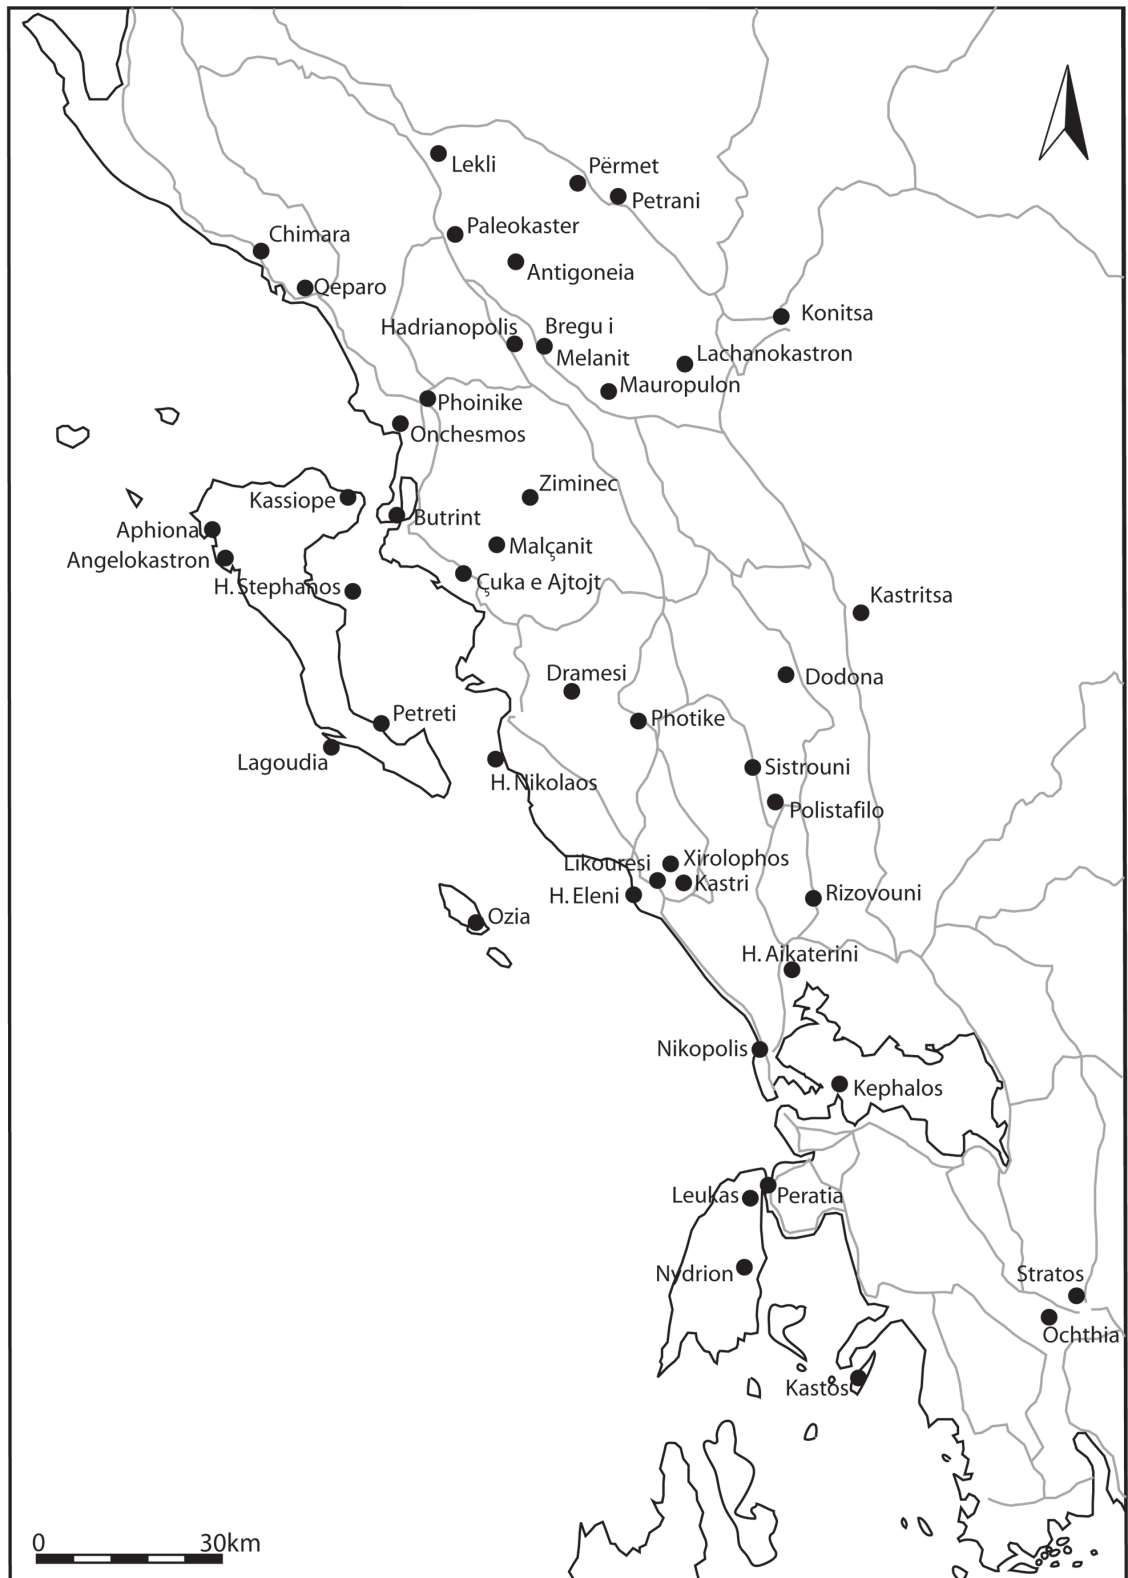 Lekli
Përmet
Petrani
Paleokaster
Chimara
Antigoneia
Qeparo
Konitsa
Hadrianopolis
Bregu i
Melanit
Lachanokastron
Mauropulon
Phoinike
Onchesmos
Ziminec
Kassiope
Butrint
Aphiona
Malçanit
Angelokastron
H. Stephanos
Çuka e Ajtojt
Kastritsa
Dramesi
Dodona
Petreti
Photike
Lagoudia
Sistrouni
H. Nikolaos
Polistafilo
Likouresi
Xirolophos
Kastri
H. Eleni
Rizovouni
Ozia
H. Aikaterini
Nikopolis
Kephalos
Leukas
Peratia
Nydrion
Stratos
Ochthia
Kastos
0 30km